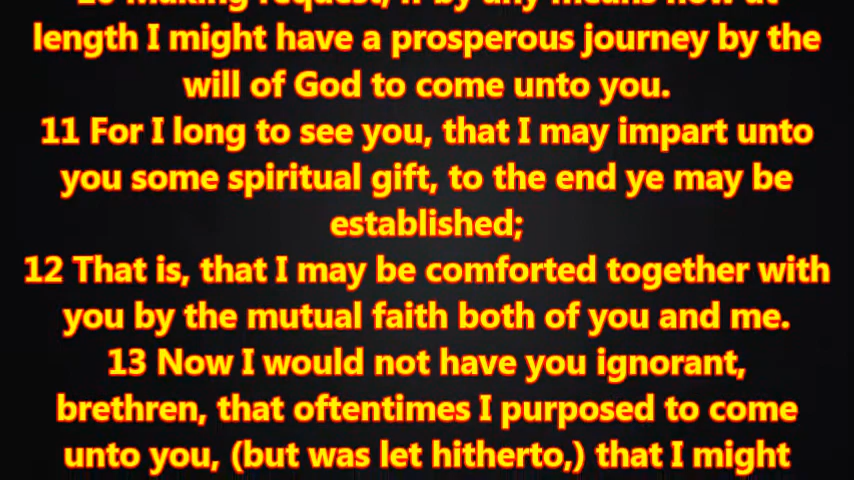 10 Making request, if by any means now at
length I might have a prosperous journey by the
will of God to come unto you.
11 For I long to see you, that I may impart unto
you some spiritual gift, to the end ye may be
established;
12 That is, that I may be comforted together with
you by the mutual faith both of you and me.
13 Now I would not have you ignorant,
brethren, that oftentimes I purposed to come
unto you, (but was let hitherto,) that I might